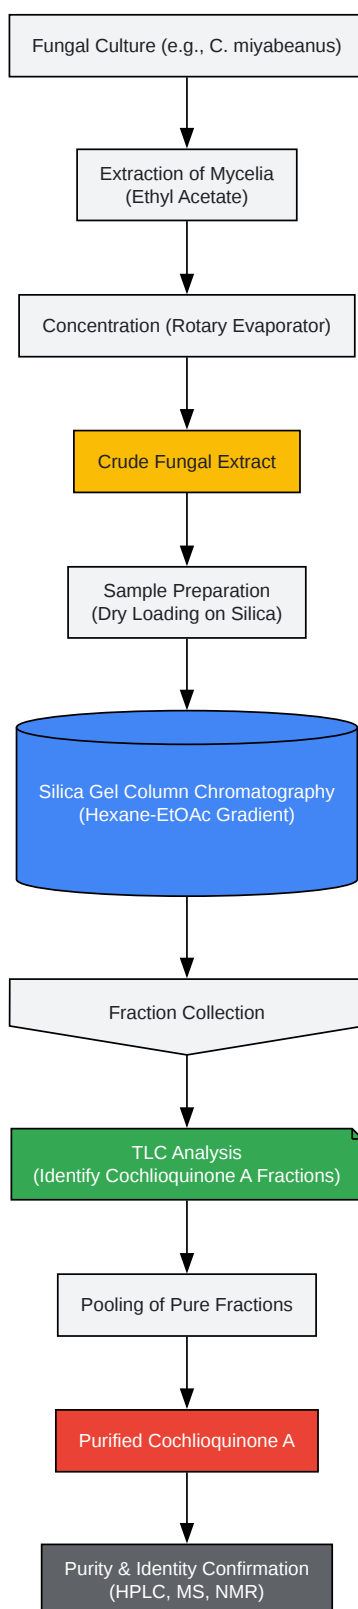 Fungal Culture (e.g., C. miyabeanus)
Extraction of Mycelia
(Ethyl Acetate)
Concentration (Rotary Evaporator)
Crude Fungal Extract
Sample Preparation
(Dry Loading on Silica)
Silica Gel Column Chromatography
(Hexane-EtOAc Gradient)
Fraction Collection
TLC Analysis
(Identify Cochlioquinone A Fractions)
Pooling of Pure Fractions
Purified Cochlioquinone A
Purity & Identity Confirmation
(HPLC, MS, NMR)